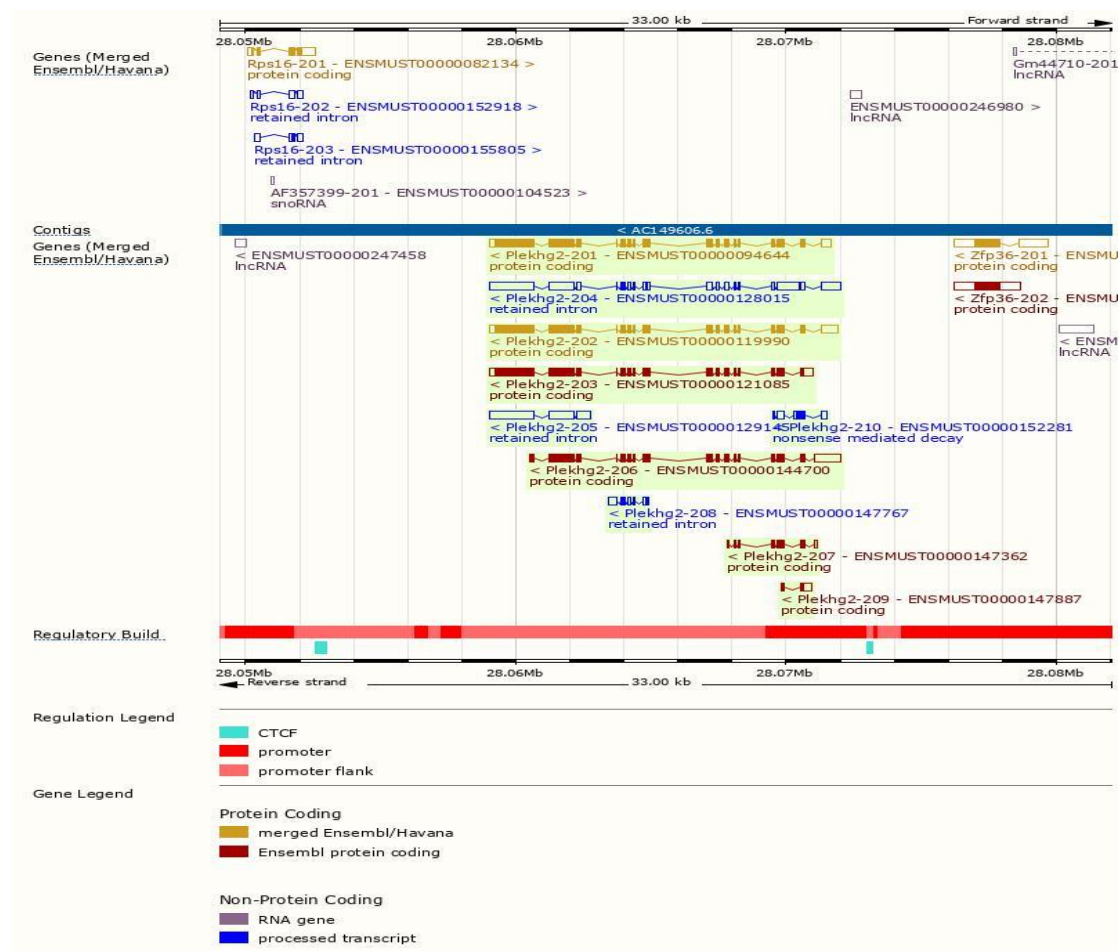 33.00 kb Forward strand
28.05Mb 28.06Mb 28.07Mb 28.08Mb
Genes (Merged
Ensembl/Havana)
Rps16-201 - ENSMUST00000082134 >
protein coding
Gm44710-201
lncRNA
Rps16-202 - ENSMUST00000152918 >
retained intron
ENSMUST00000246980 >
lncRNA
Rps16-203 - ENSMUST00000155805 >
retained intron
AF357399-201 - ENSMUST00000104523 >
snoRNA
Contigs
< AC149606.6
Genes (Merged
Ensembl/Havana)
< ENSMUST00000247458
lncRNA
< Plekhg2-201 - ENSMUST00000094644
protein coding
< Zfp36-201 - ENSMU
protein coding
< Plekhg2-204 - ENSMUST00000128015
retained intron
< Zfp36-202 - ENSMU
protein coding
< Plekhg2-202 - ENSMUST00000119990
protein coding
< ENSM
lncRNA
< Plekhg2-203 - ENSMUST00000121085
protein coding
< Plekhg2-205 - ENSMUST00000129145
retained intron
Plekhg2-210 - ENSMUST00000152281
nonsense mediated decay
< Plekhg2-206 - ENSMUST00000144700
protein coding
< Plekhg2-208 - ENSMUST00000147767
retained intron
< Plekhg2-207 - ENSMUST00000147362
protein coding
< Plekhg2-209 - ENSMUST00000147887
protein coding
Regulatory Build
28.05Mb 28.06Mb 28.07Mb 28.08Mb
Reverse strand 33.00 kb
Regulation Legend
CTCF
promoter
promoter flank
Gene Legend
Protein Coding
merged Ensembl/Havana
Ensembl protein coding
Non-Protein Coding
RNA gene
processed transcript